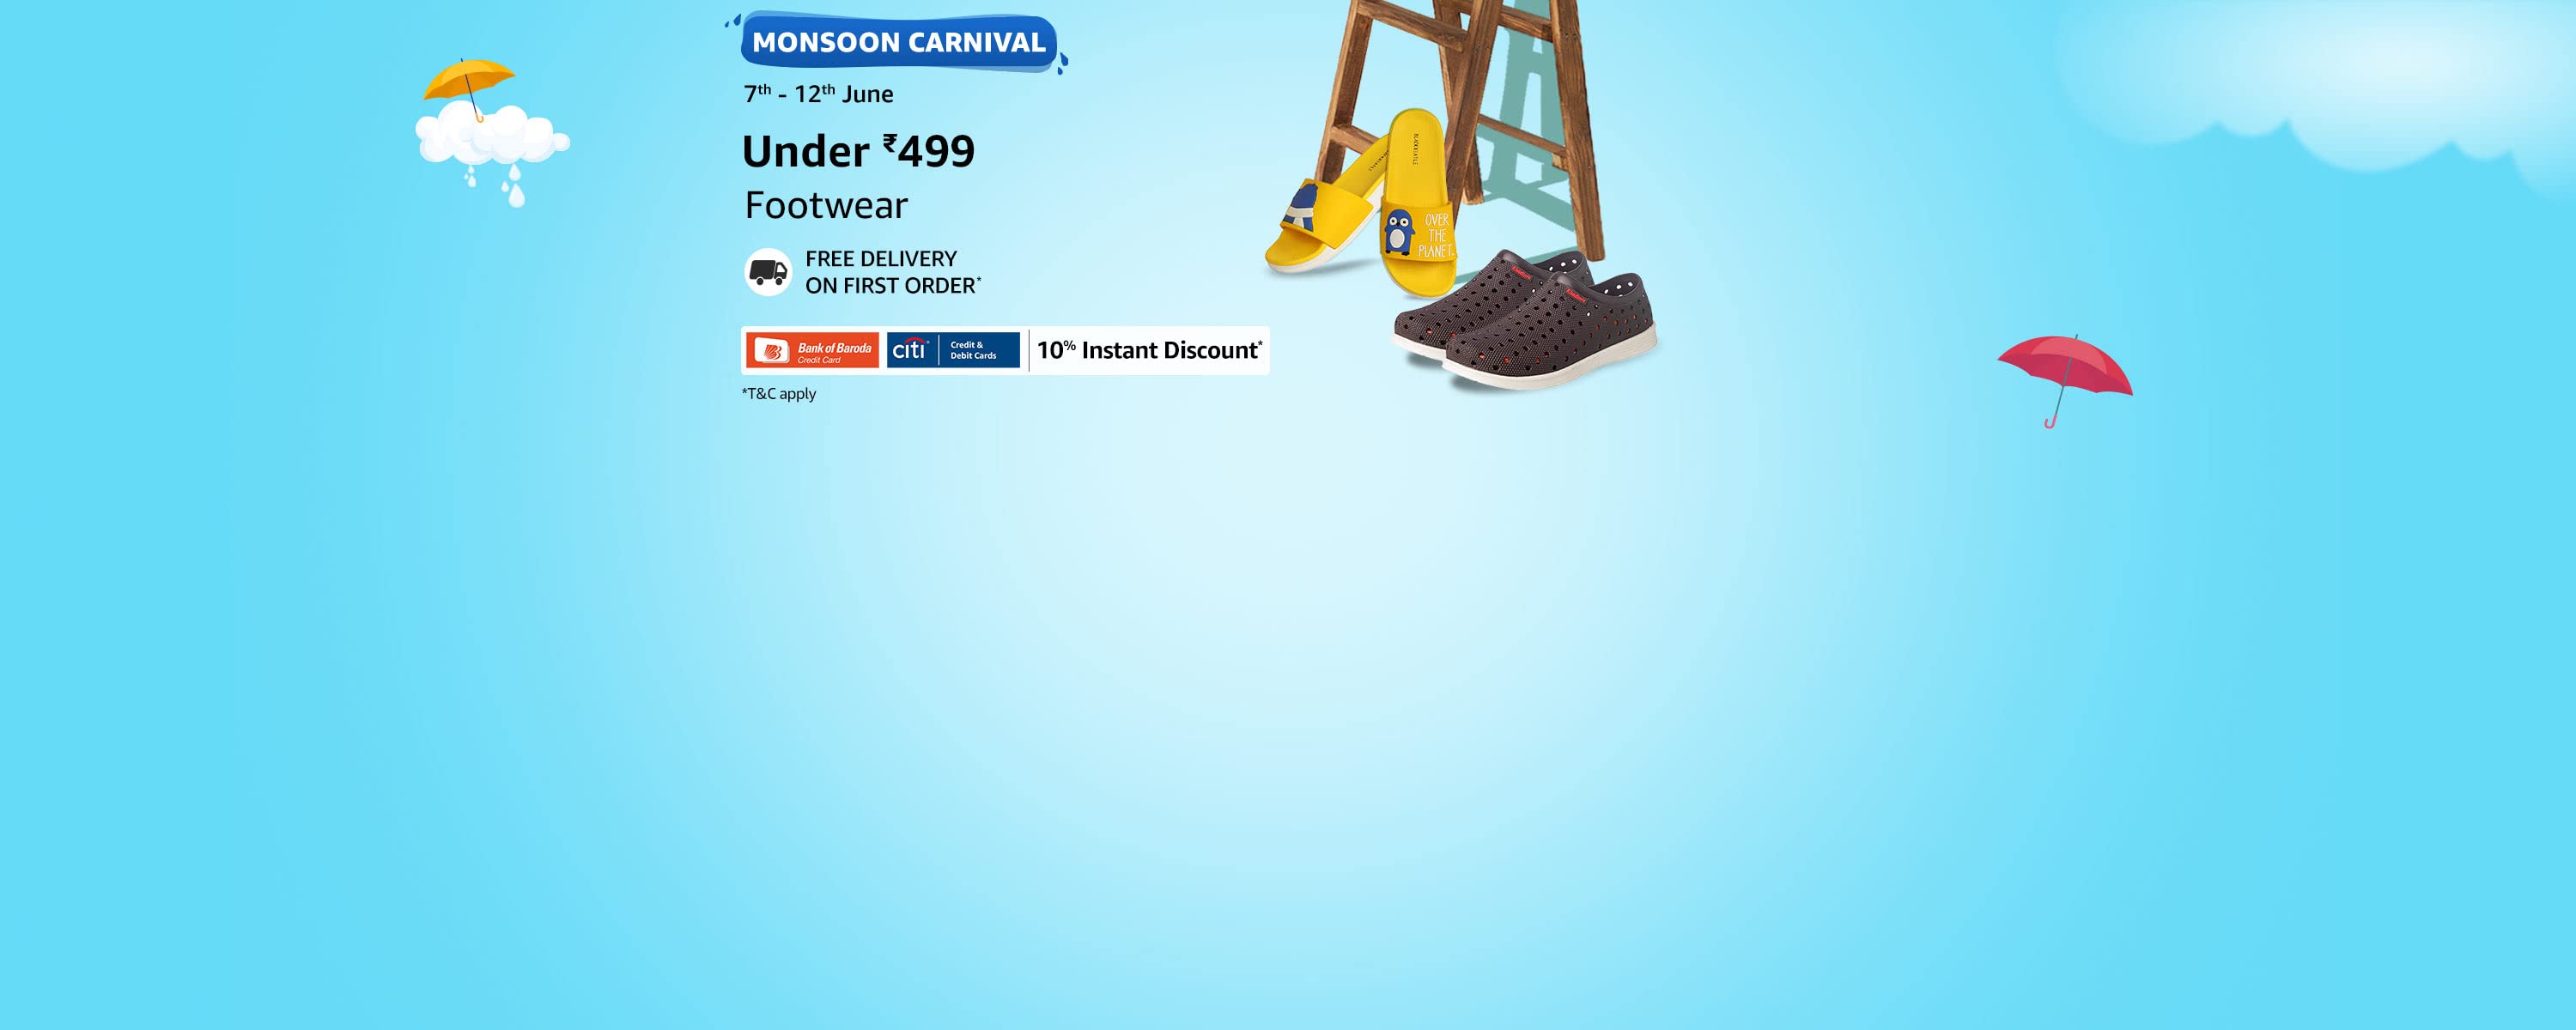 MONSOON CARNIVAL
7th - 12th June
Under ₹499
Footwear
FREE DELIVERY
ON FIRST ORDER*
Bank of Baroda
Credit Card
citi
Credit &
Debit Cards
10% Instant Discount*
*T&C apply
OVER
THE
PLANET.